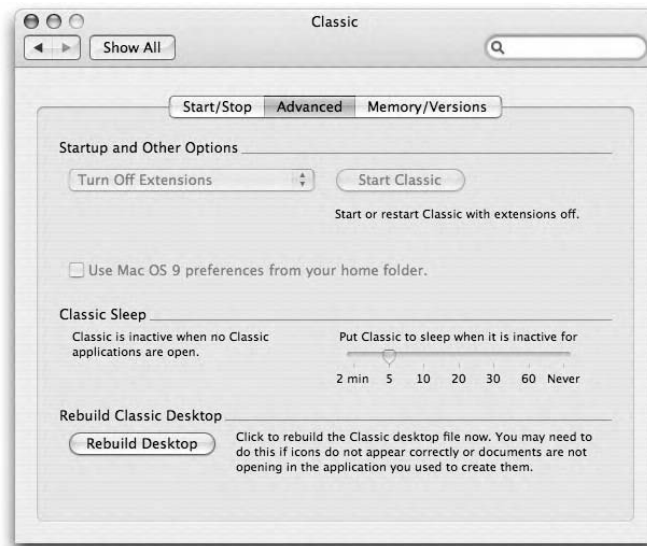 Classic
Show All
Start/Stop Advanced Memory/Versions
Startup and Other Options
Turn Off Extensions Start Classic
Start or restart Classic with extensions off.
Use Mac OS 9 preferences from your home folder.
Classic Sleep
Classic is inactive when no Classic
applications are open.
Put Classic to sleep when it is inactive for
2 min 5 10 20 30 60 Never
Rebuild Classic Desktop
Rebuild Desktop
Click to rebuild the Classic desktop file now. You may need to
do this if icons do not appear correctly or documents are not
opening in the application you used to create them.